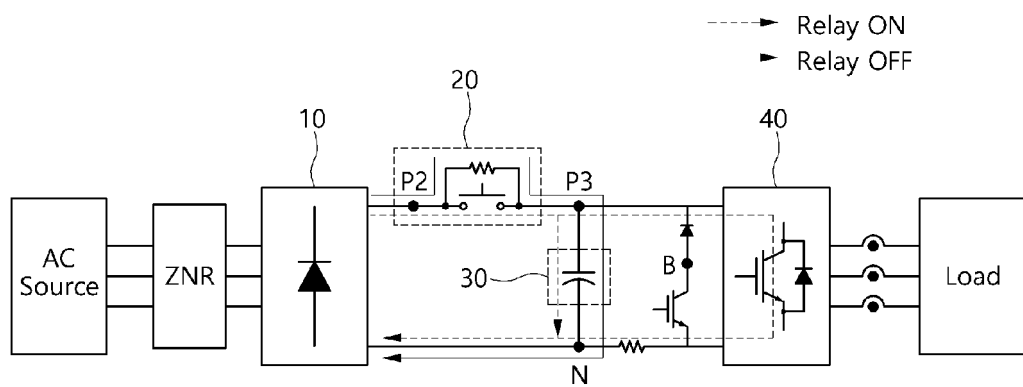 Relay ON
Relay OFF
20
10
40
P2
P3
AC
Source
ZNR
30
B
Load
N